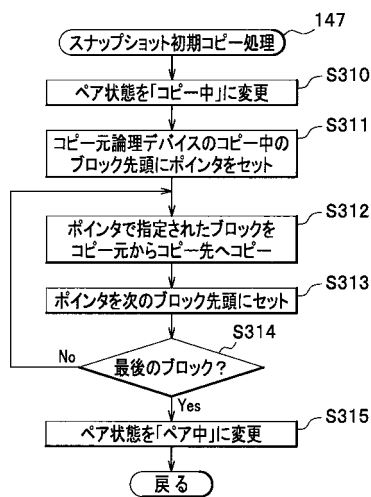 147
スナップショット初期コピー処理
S310
ペア状態を「コピー中」に変更
S311
コピー元論理デバイスのコピー中の
ブロック先頭にポインタをセット
S312
ポインタで指定されたブロックを
コピー元からコピー先へコピー
S313
ポインタを次のブロック先頭にセット
S314
No
最後のブロック？
Yes
S315
ペア状態を「ペア中」に変更
戻る